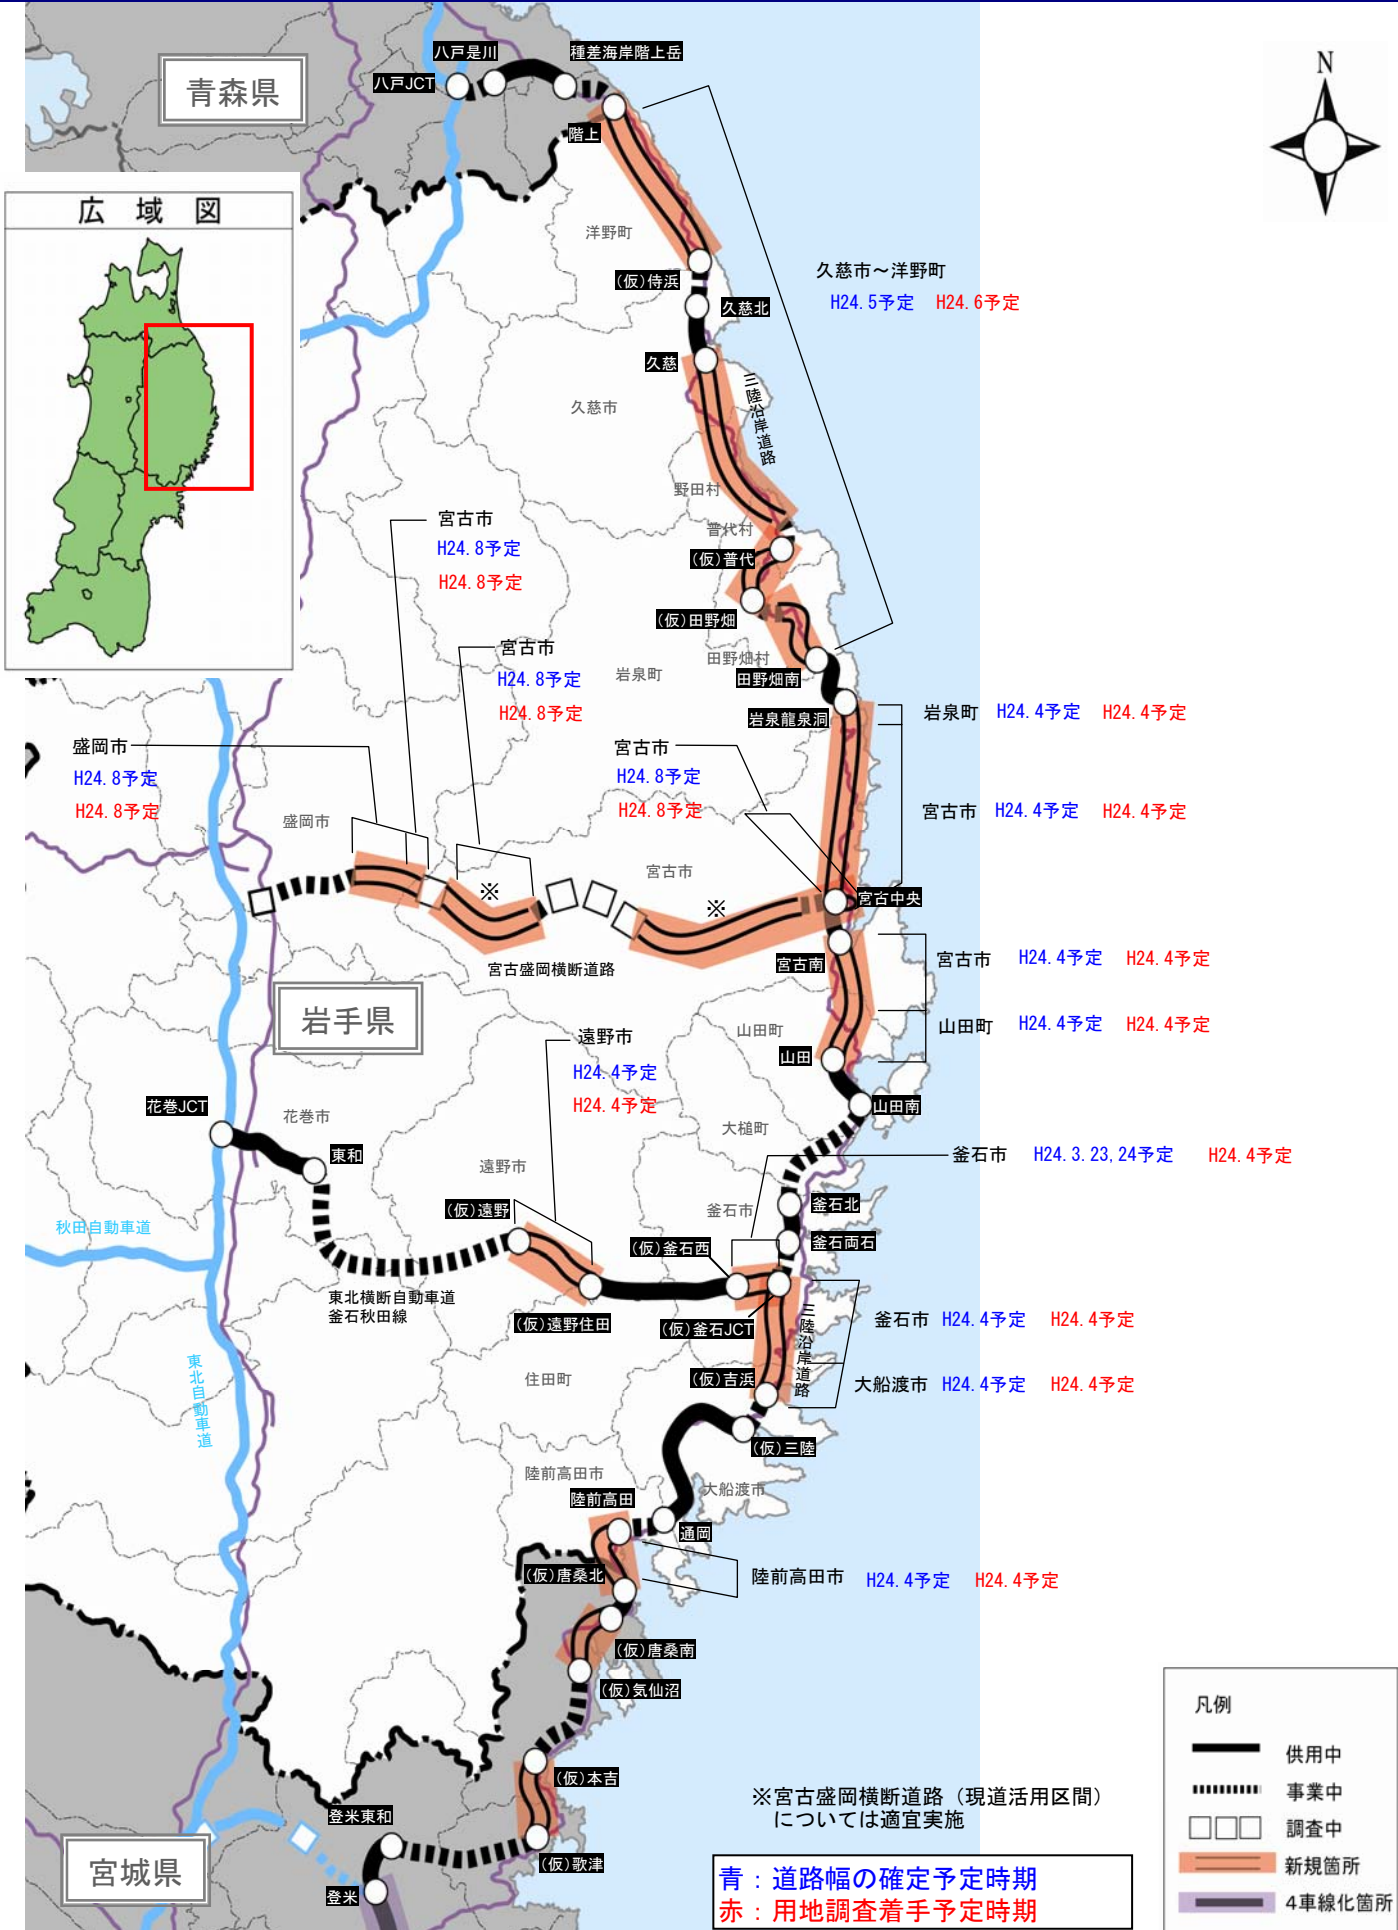 八戸是川
種差海岸階上岳
八戸JCT
青森県
階上
N
広　域　図
洋野町
(仮)侍浜
久慈北
久慈
久慈市～洋野町
H24.5予定　H24.6予定
久慈市
三陸沿岸道路
野田村
普代村
(仮)普代
(仮)田野畑
田野畑村
田野畑南
岩泉町
岩泉龍泉洞
宮古市
H24.8予定
H24.8予定
宮古市
H24.8予定
H24.8予定
盛岡市
H24.8予定
H24.8予定
宮古市
H24.8予定
H24.8予定
岩泉町　H24.4予定　H24.4予定
宮古市　H24.4予定　H24.4予定
盛岡市
宮古市
※
※
宮古中央
宮古盛岡横断道路
宮古南
宮古市　H24.4予定　H24.4予定
山田町　H24.4予定　H24.4予定
岩手県
山田町
山田
山田南
遠野市
H24.4予定
H24.4予定
花巻JCT
花巻市
東和
大槌町
釜石市　H24.3.23,24予定　H24.4予定
遠野市
(仮)遠野
釜石市
釜石北
釜石両石
(仮)釜石西
秋田自動車道
東北横断自動車道
釜石秋田線
(仮)遠野住田
(仮)釜石JCT
三陸沿岸道路
釜石市　H24.4予定　H24.4予定
大船渡市　H24.4予定　H24.4予定
東北自動車道
住田町
(仮)吉浜
(仮)三陸
陸前高田市
大船渡市
陸前高田
通岡
(仮)唐桑北
陸前高田市　H24.4予定　H24.4予定
(仮)唐桑南
(仮)気仙沼
(仮)本吉
登米東和
(仮)歌津
登米
宮城県
※宮古盛岡横断道路（現道活用区間）
については適宜実施
青：道路幅の確定予定時期
赤：用地調査着手予定時期
凡例
供用中
事業中
調査中
新規箇所
4車線化箇所